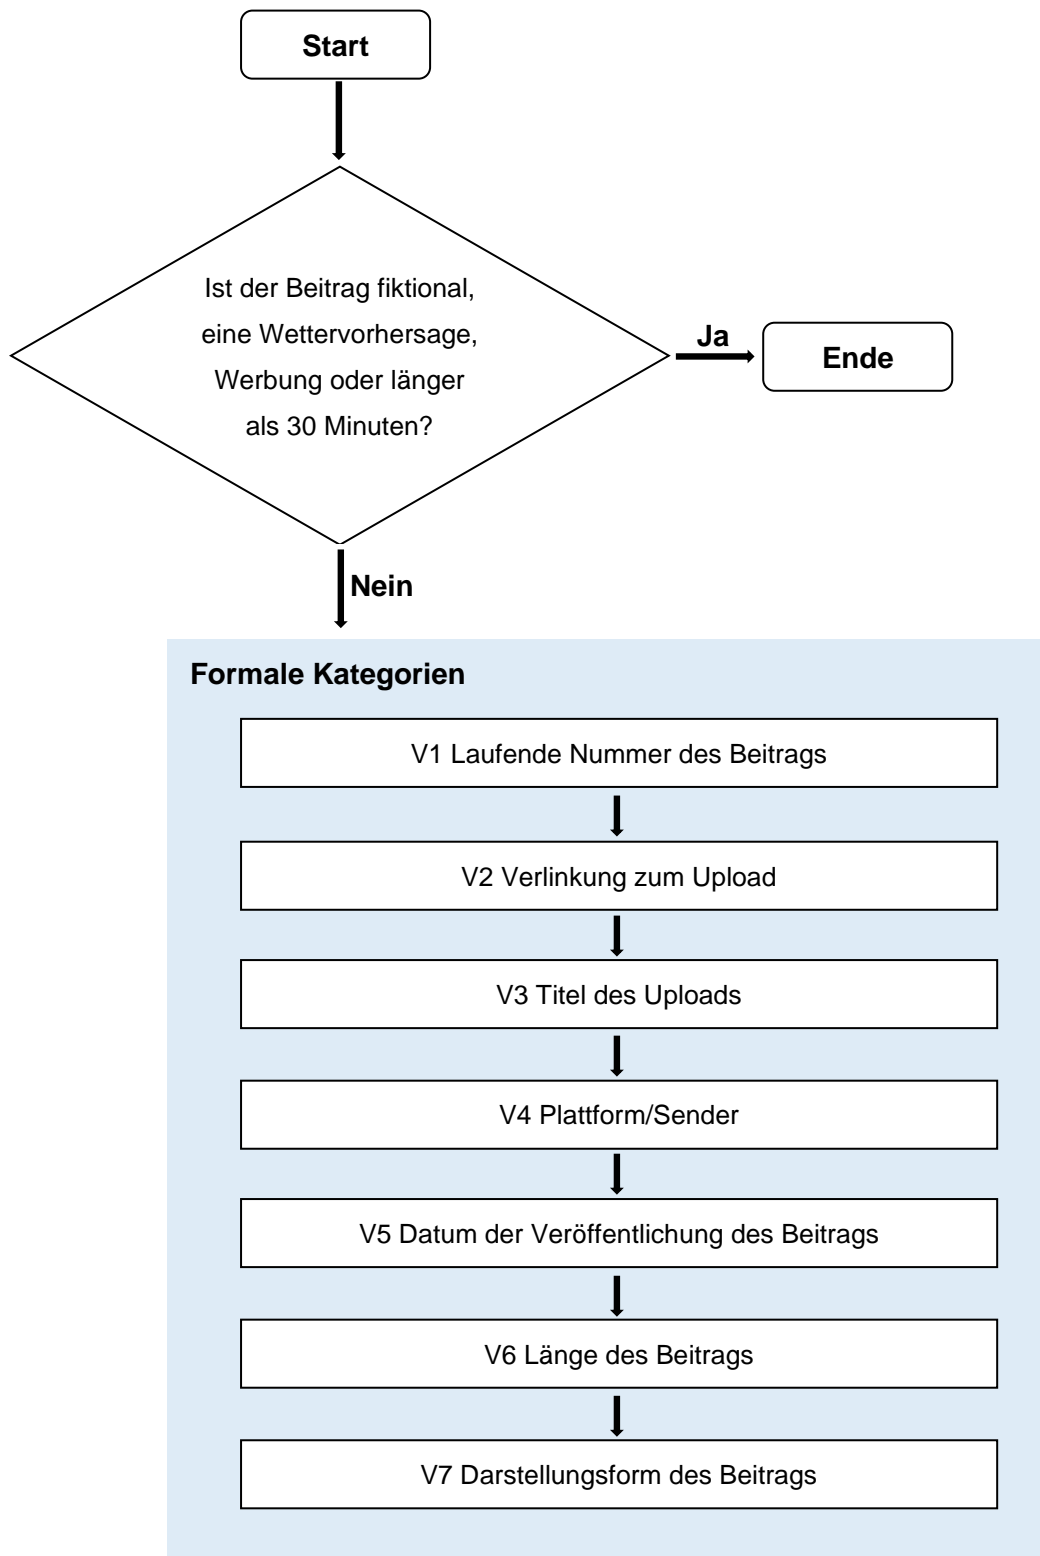 Start
Ist der Beitrag fiktional,
eine Wettervorhersage,
Werbung oder länger
als 30 Minuten?
Ja
Ende
Nein
Formale Kategorien
V1 Laufende Nummer des Beitrags
V2 Verlinkung zum Upload
V3 Titel des Uploads
V4 Plattform/Sender
V5 Datum der Veröffentlichung des Beitrags
V6 Länge des Beitrags
V7 Darstellungsform des Beitrags